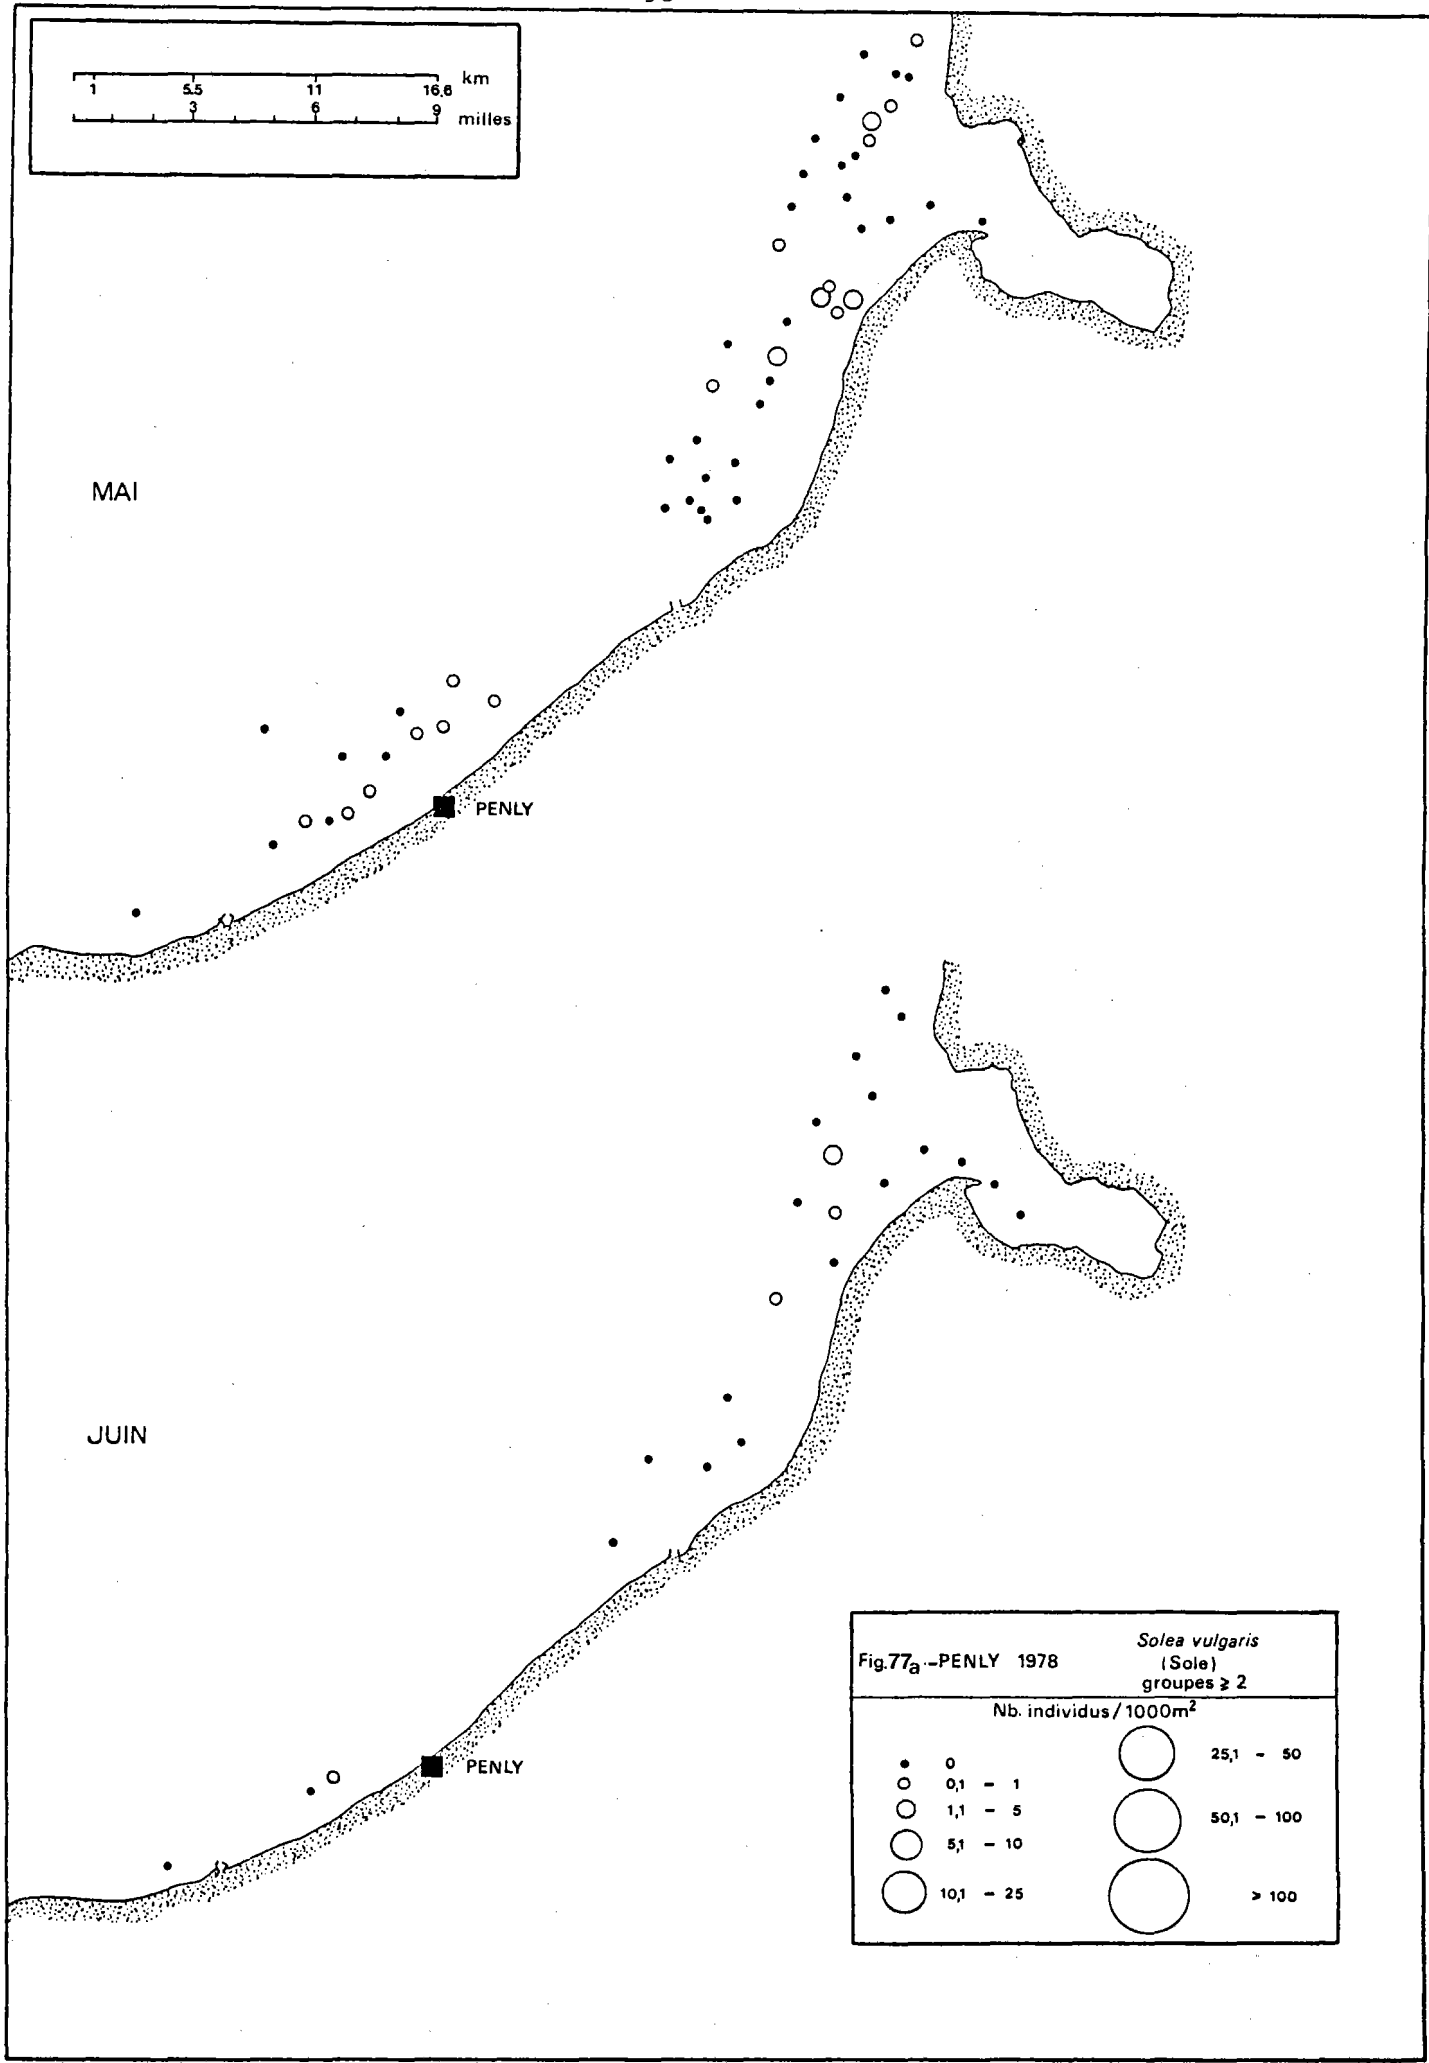 km
1 5.5 11 16,6
3 6 9
milles
MAI
PENLY
JUIN
PENLY
Fig.77a.-PENLY 1978
Solea vulgaris
(Sole)
groupes ≥ 2
Nb. individus/1000m²
0
0,1 - 1
1,1 - 5
5,1 - 10
10,1 - 25
25,1 - 50
50,1 - 100
> 100